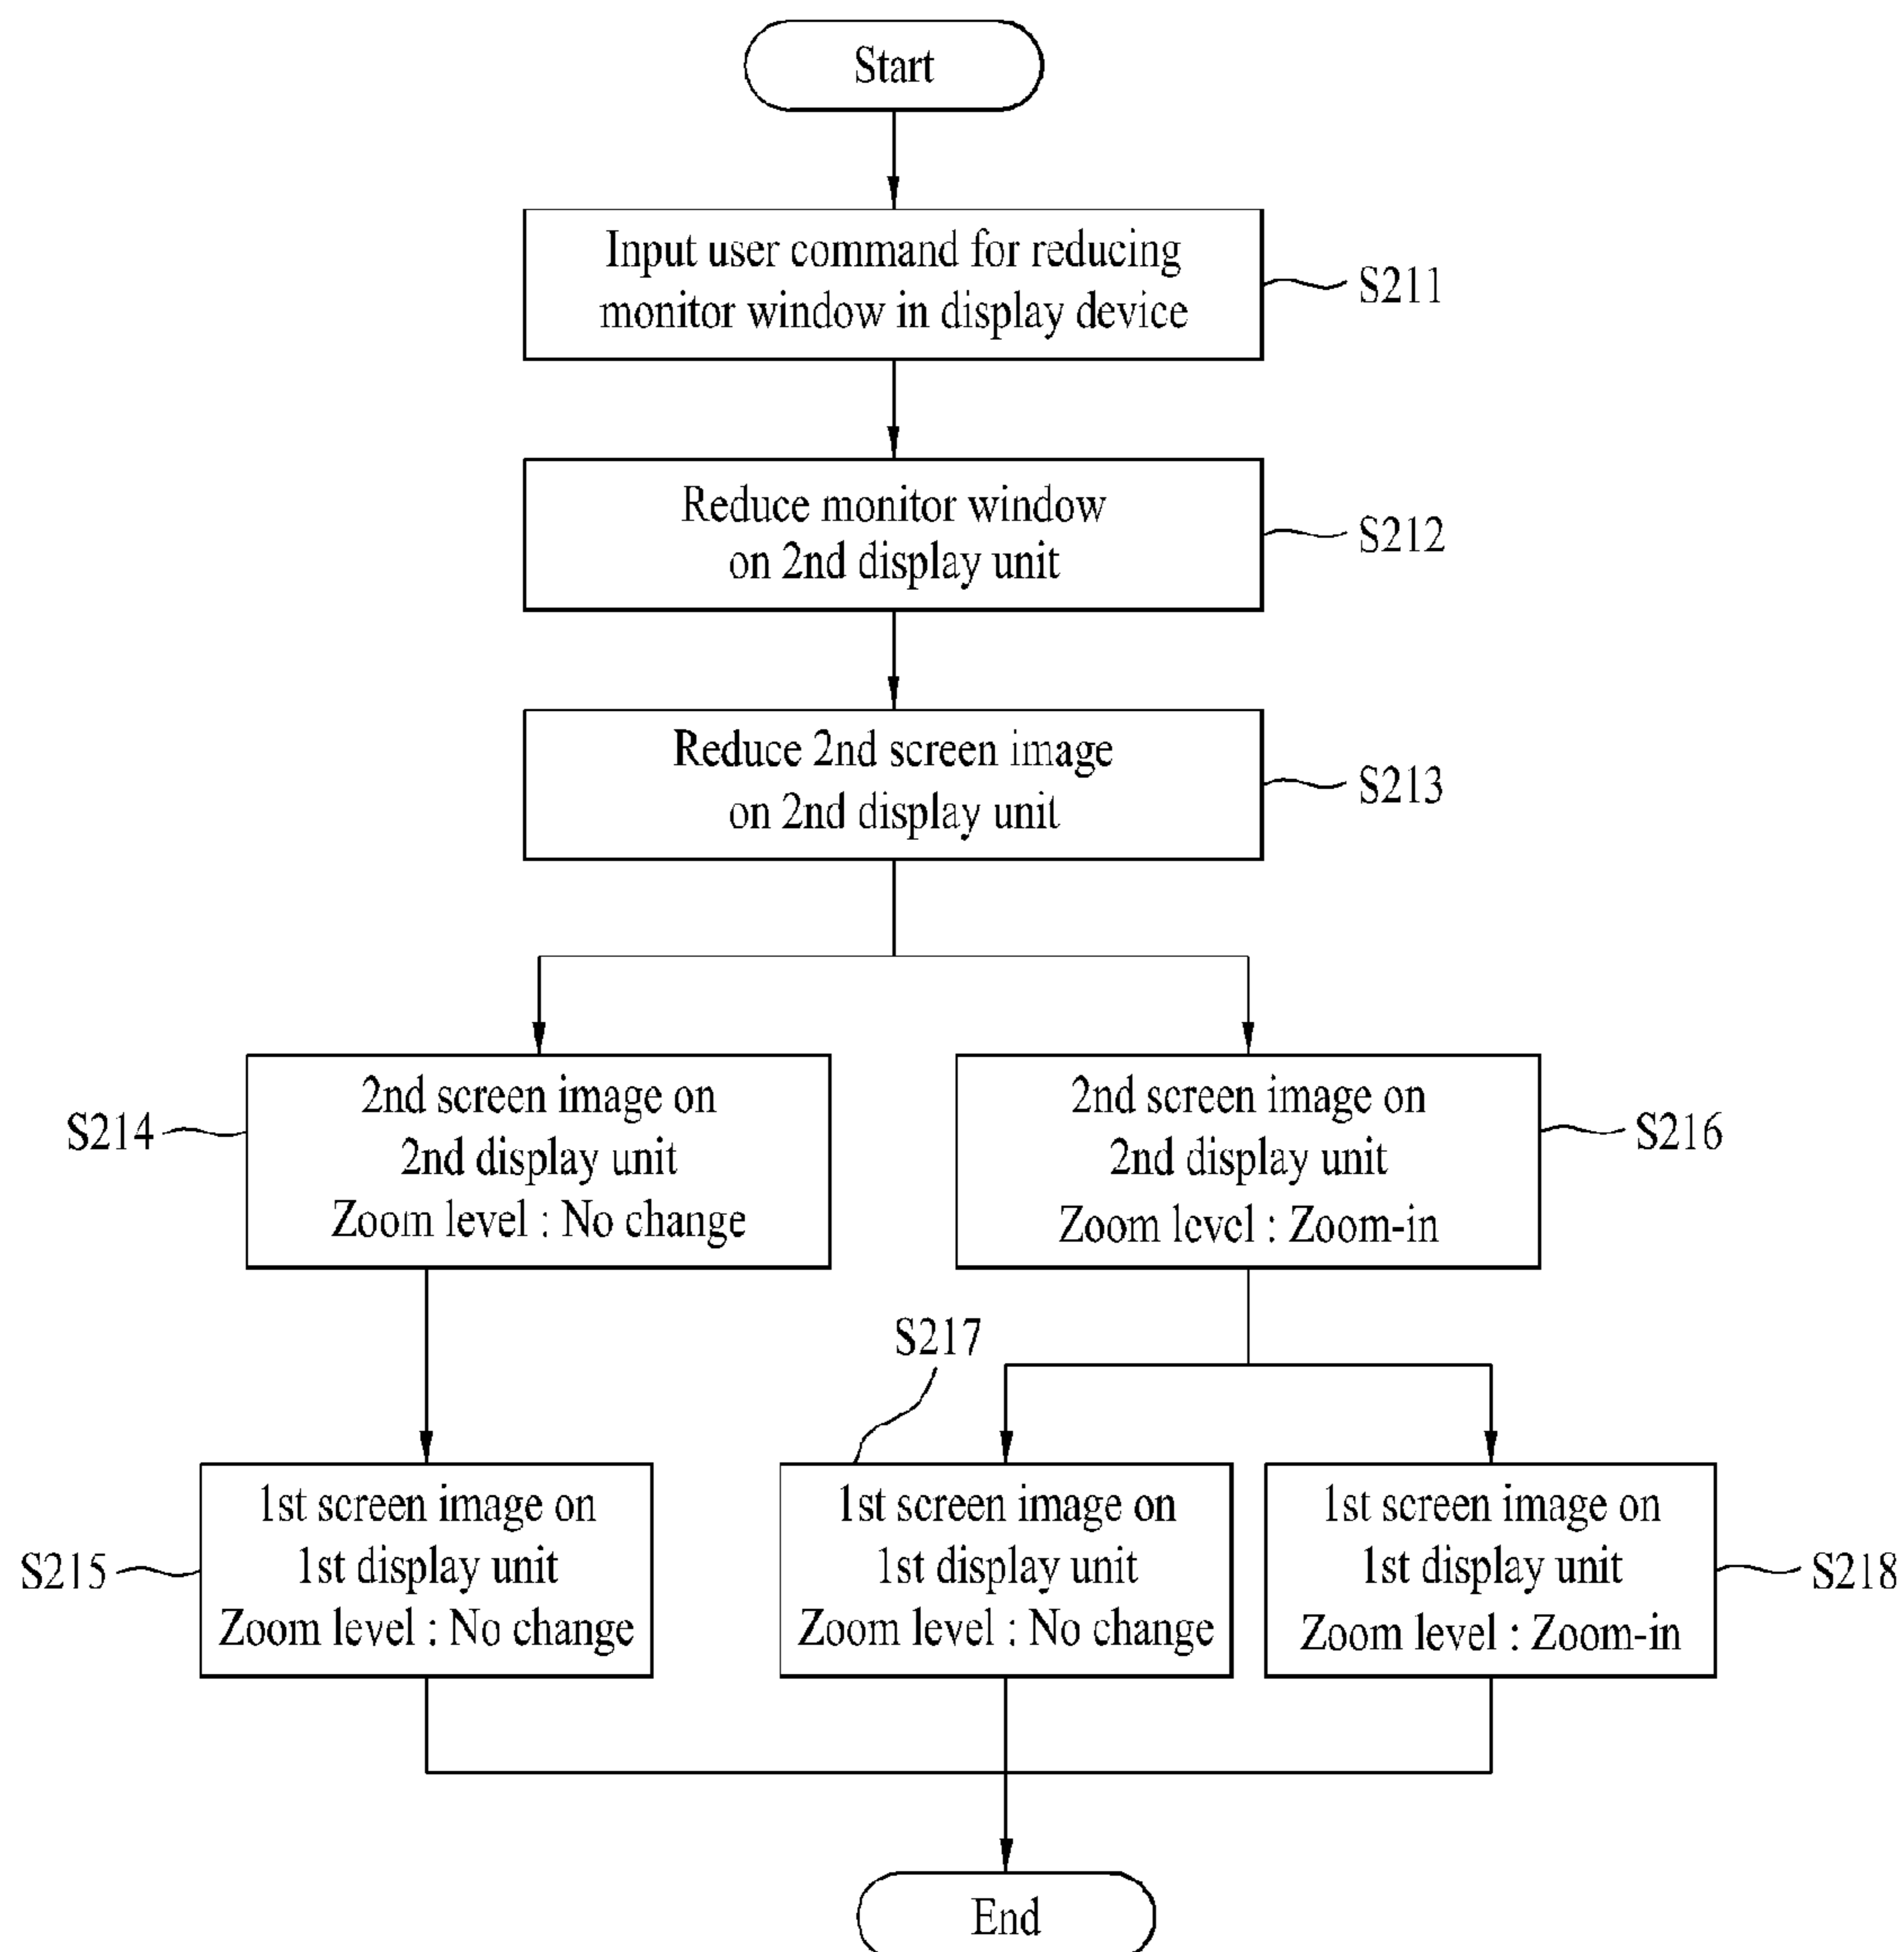 Start
Input user command for reducing
monitor window in display device
S211
Reduce monitor window
on 2nd display unit
S212
Reduce 2nd screen image
on 2nd display unit
S213
S214
2nd screen image on
2nd display unit
Zoom level : No change
2nd screen image on
2nd display unit
Zoom level : Zoom-in
S216
S217
S215
1st screen image on
1st display unit
Zoom level : No change
1st screen image on
1st display unit
Zoom level : No change
1st screen image on
1st display unit
Zoom level : Zoom-in
S218
End